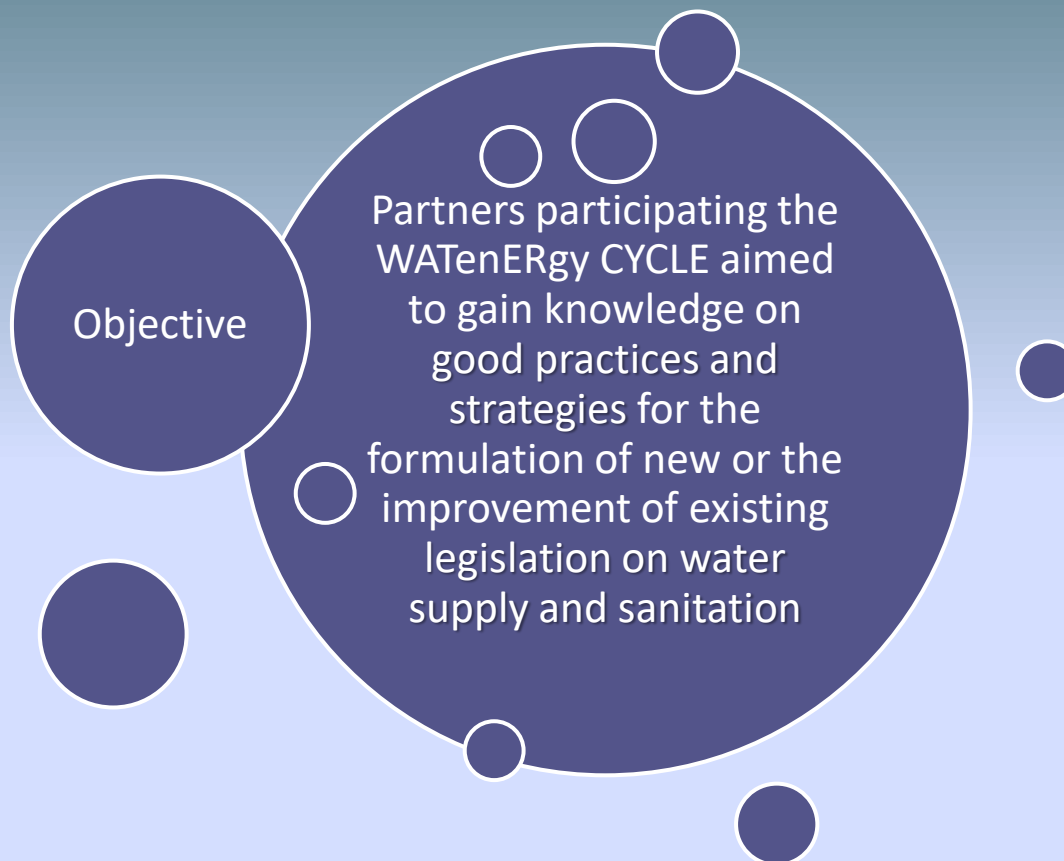 Objective
Partners participating the
WATenERgy CYCLE aimed
to gain knowledge on
good practices and
strategies for the
formulation of new or the
improvement of existing
legislation on water
supply and sanitation